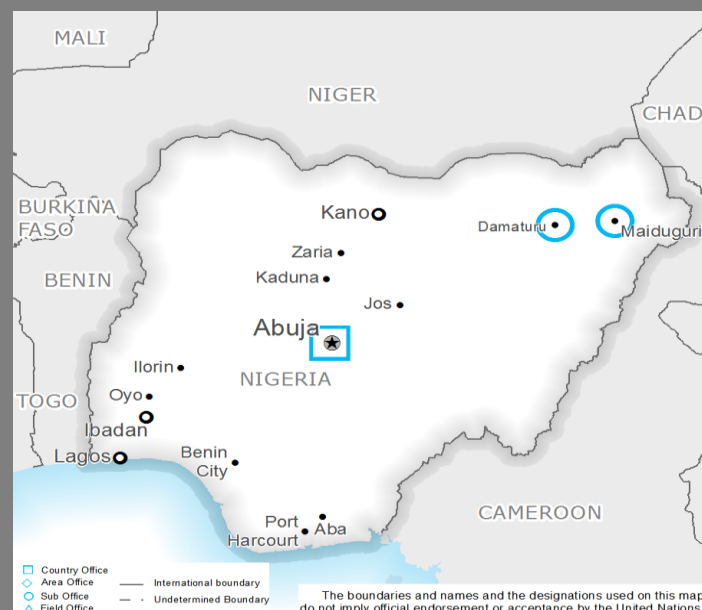 MALI
NIGER
CHAD
BURKINA
FASO
Kano
Damaturu
Maiduguri
Zaria
BENIN
Kaduna
Jos
Abuja
Ilorin
NIGERIA
Oyo
TOGO
Ibadan
Lagos
Benin
City
CAMEROON
Port
Harcourt
Aba
Country Office
Area Office
International boundary
Sub Office
Undetermined Boundary
Field Office
The boundaries and names and the designations used on this map
do not imply official endorsement or acceptance by the United Nations